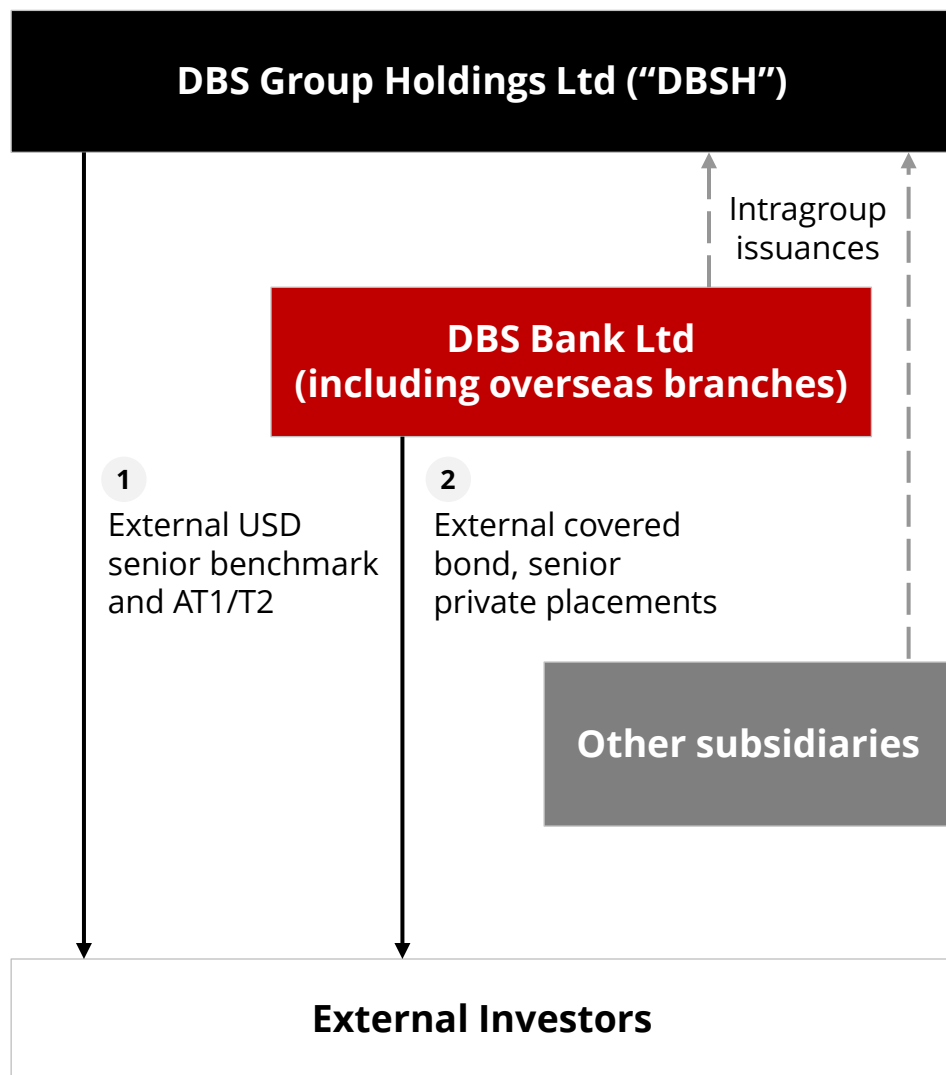 DBS Group Holdings Ltd (“DBSH”)
Intragroup
issuances
DBS Bank Ltd
(including overseas branches)
1
External USD
senior benchmark
and AT1/T2
2
External covered
bond, senior
private placements
Other subsidiaries
External Investors